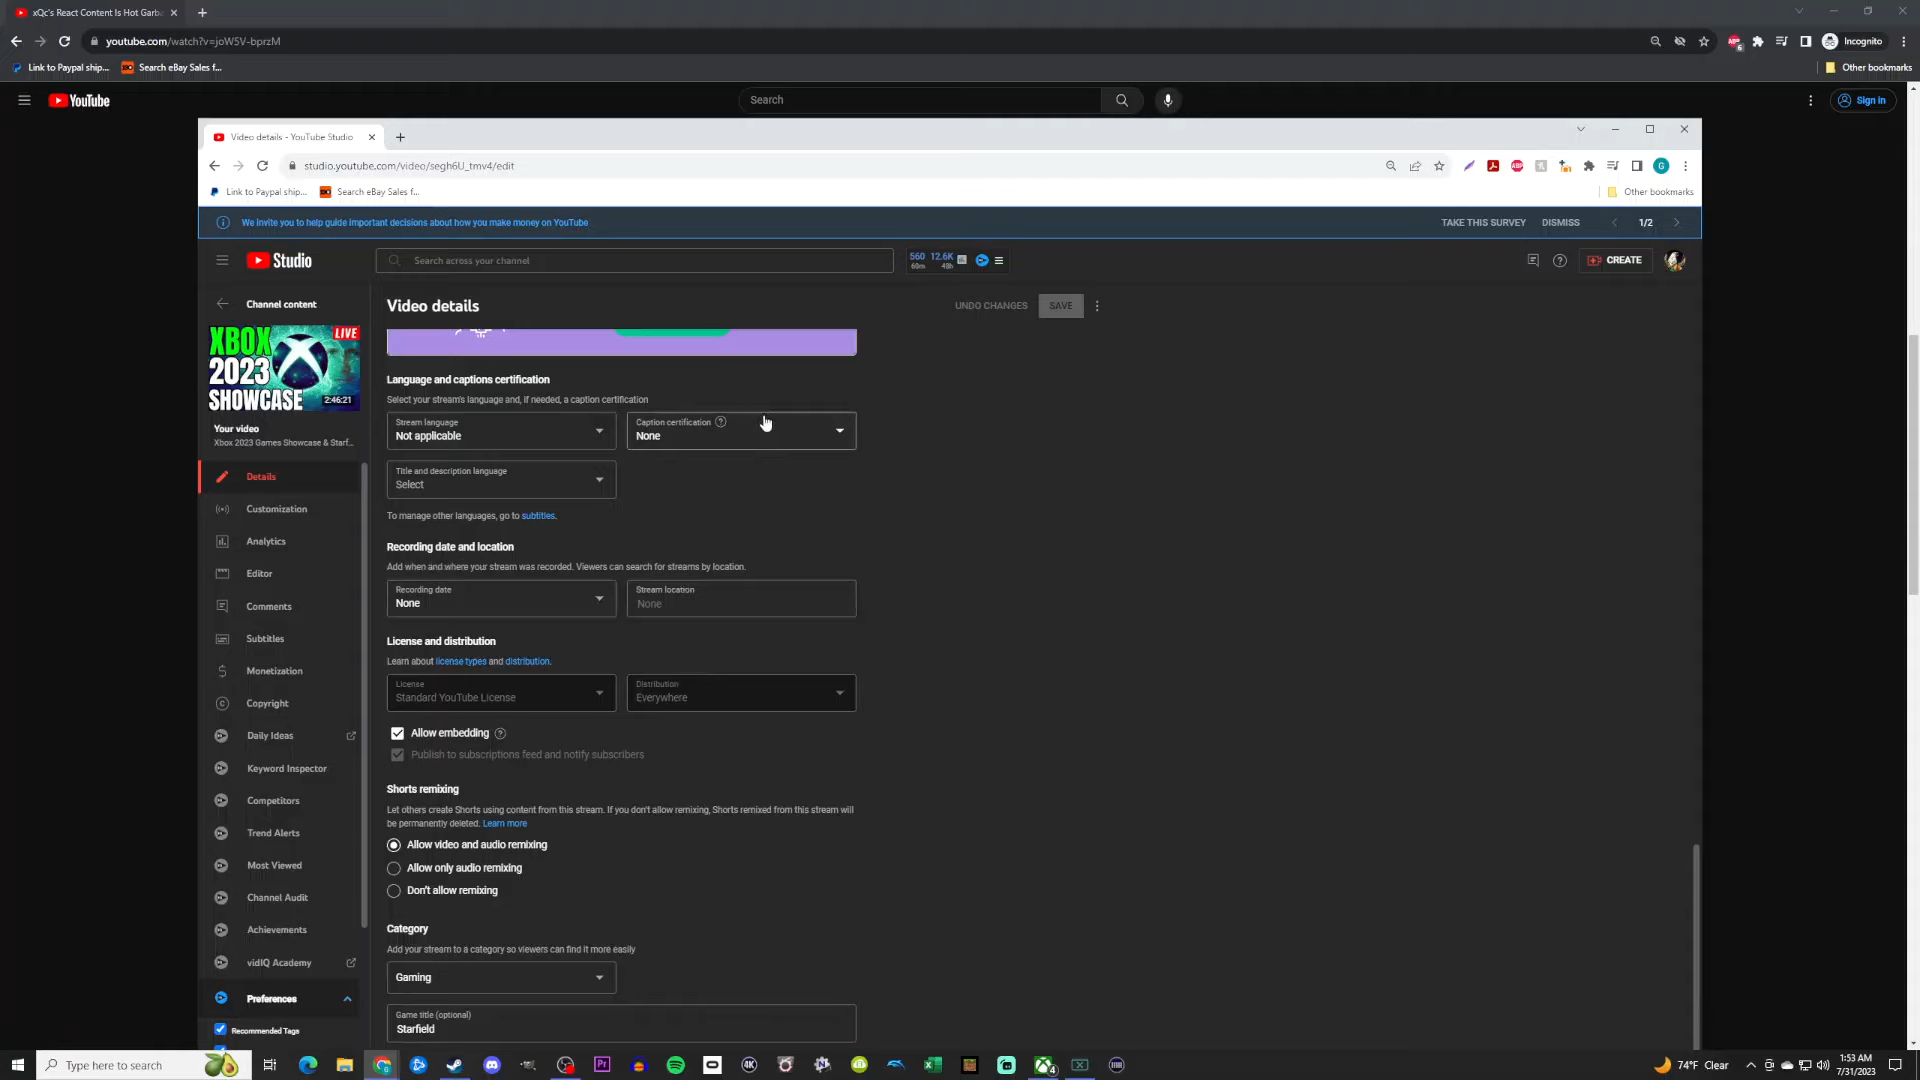 xQc's React Content Is Hot Garb
youtube.com/watch?v=joW5V-bprzM
6
Incognito
Link to Paypal ship...
Search eBay Sales f...
Other bookmarks
YouTube
Search
Sign in
Video details - YouTube Studio
studio.youtube.com/video/segh6U_tmv4/edit
ABP
G
Link to Paypal ship...
Search eBay Sales f...
Other bookmarks
We invite you to help guide important decisions about how you make money on YouTube
TAKE THIS SURVEY
DISMISS
1/2
Studio
Search across your channel
560
60m
12.6K
48h
CREATE
Channel content
Video details
UNDO CHANGES
SAVE
XBOX
2023
SHOWCASE
LIVE
2:46:21
Your video
Xbox 2023 Games Showcase & Starf...
Details
Customization
Analytics
Editor
Comments
Subtitles
Monetization
Copyright
Daily Ideas
Keyword Inspector
Competitors
Trend Alerts
Most Viewed
Channel Audit
Achievements
vidIQ Academy
Preferences
Recommended Tags
Language and captions certification
Select your stream's language and, if needed, a caption certification
Stream language
Not applicable
Caption certification
None
Title and description language
Select
To manage other languages, go to subtitles.
Recording date and location
Add when and where your stream was recorded. Viewers can search for streams by location.
Recording date
None
Stream location
None
License and distribution
Learn about license types and distribution.
License
Standard YouTube License
Distribution
Everywhere
Allow embedding
Publish to subscriptions feed and notify subscribers
Shorts remixing
Let others create Shorts using content from this stream. If you don't allow remixing, Shorts remixed from this stream will
be permanently deleted. Learn more
Allow video and audio remixing
Allow only audio remixing
Don't allow remixing
Category
Add your stream to a category so viewers can find it more easily
Gaming
Game title (optional)
Starfield
Type here to search
Pr
4K
4
74°F Clear
1:53 AM
7/31/2023